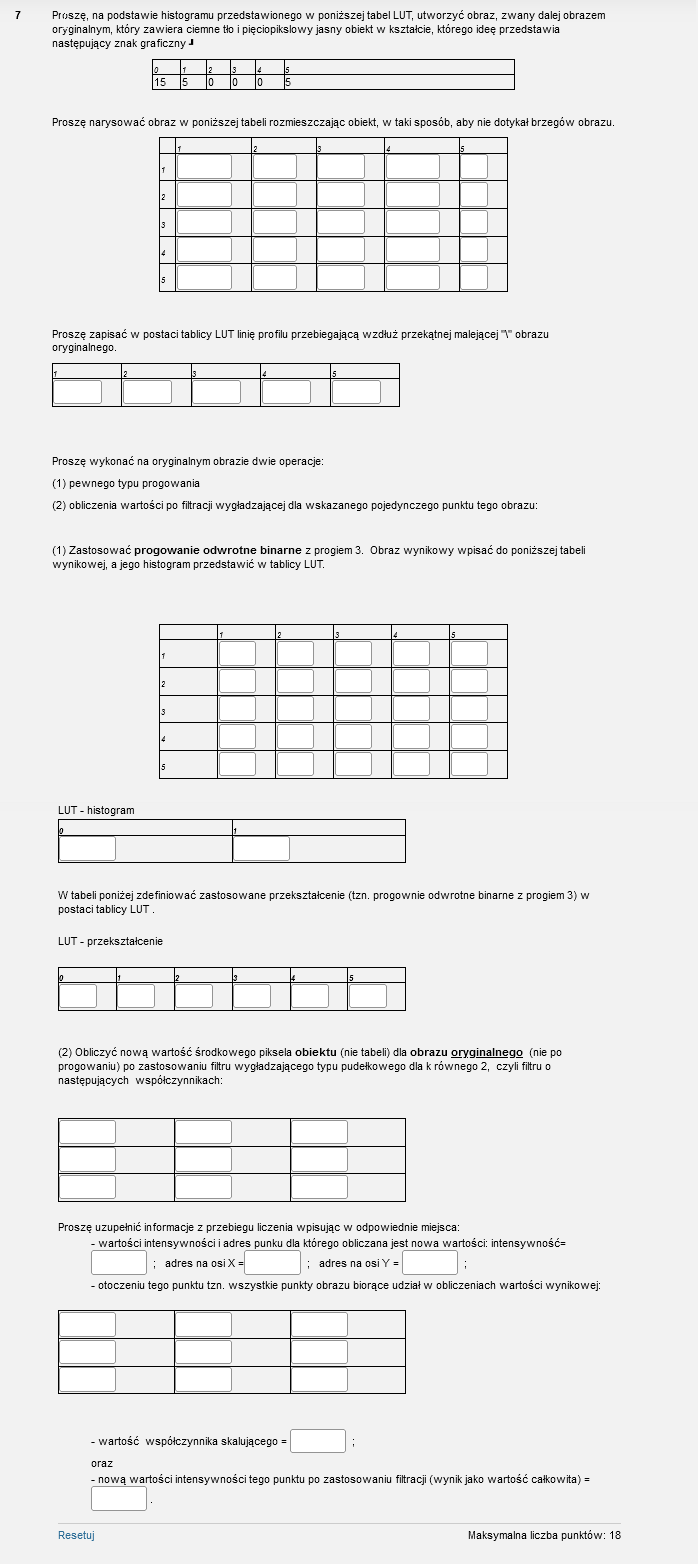 7
Proszę, na podstawie histogramu przedstawionego w poniższej tabel LUT, utworzyć obraz, zwany dalej obrazem
oryginalnym, który zawiera ciemne tło i pięciopikslowy jasny obiekt w kształcie, którego ideę przedstawia
następujący znak graficzny ┛
0 1 2 3 4 5
15 5 0 0 0 5
Proszę narysować obraz w poniższej tabeli rozmieszczając obiekt, w taki sposób, aby nie dotykał brzegów obrazu.
1 2 3 4 5
1
2
3
4
5
Proszę zapisać w postaci tablicy LUT linię profilu przebiegającą wzdłuż przekątnej malejącej "\" obrazu
oryginalnego.
1 2 3 4 5
Proszę wykonać na oryginalnym obrazie dwie operacje:
(1) pewnego typu progowania
(2) obliczenia wartości po filtracji wygładzającej dla wskazanego pojedynczego punktu tego obrazu:
(1) Zastosować progowanie odwrotne binarne z progiem 3. Obraz wynikowy wpisać do poniższej tabeli
wynikowej, a jego histogram przedstawić w tablicy LUT.
1 2 3 4 5
1
2
3
4
5
LUT - histogram
0 1
W tabeli poniżej zdefiniować zastosowane przekształcenie (tzn. progownie odwrotne binarne z progiem 3) w
postaci tablicy LUT .
LUT - przekształcenie
0 1 2 3 4 5
(2) Obliczyć nową wartość środkowego piksela obiektu (nie tabeli) dla obrazu oryginalnego (nie po
progowaniu) po zastosowaniu filtru wygładzającego typu pudełkowego dla k równego 2, czyli filtru o
następujących współczynnikach:
Proszę uzupełnić informacje z przebiegu liczenia wpisując w odpowiednie miejsca:
- wartości intensywności i adres punku dla którego obliczana jest nowa wartości: intensywność=
; adres na osi X = ; adres na osi Y = ;
- otoczeniu tego punktu tzn. wszystkie punkty obrazu biorące udział w obliczeniach wartości wynikowej:
- wartość współczynnika skalującego = ;
oraz
- nową wartości intensywności tego punktu po zastosowaniu filtracji (wynik jako wartość całkowita) =
.
Resetuj Maksymalna liczba punktów: 18